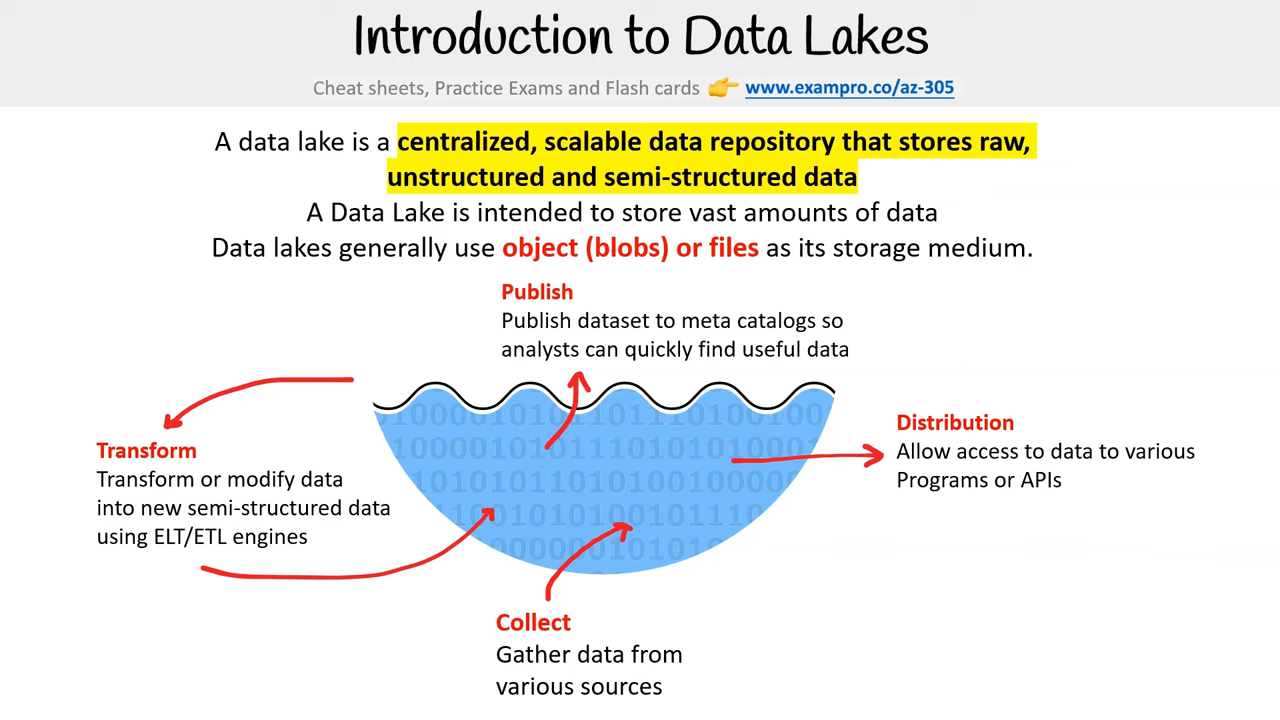 Introduction to Data Lakes
Cheat sheets, Practice Exams and Flash cards 👉 www.exampro.co/az-305
A data lake is a centralized, scalable data repository that stores raw,
unstructured and semi-structured data
A Data Lake is intended to store vast amounts of data
Data lakes generally use object (blobs) or files as its storage medium.
Publish
Publish dataset to meta catalogs so
analysts can quickly find useful data
Transform
Transform or modify data
into new semi-structured data
using ELT/ETL engines
Distribution
Allow access to data to various
Programs or APIs
Collect
Gather data from
various sources